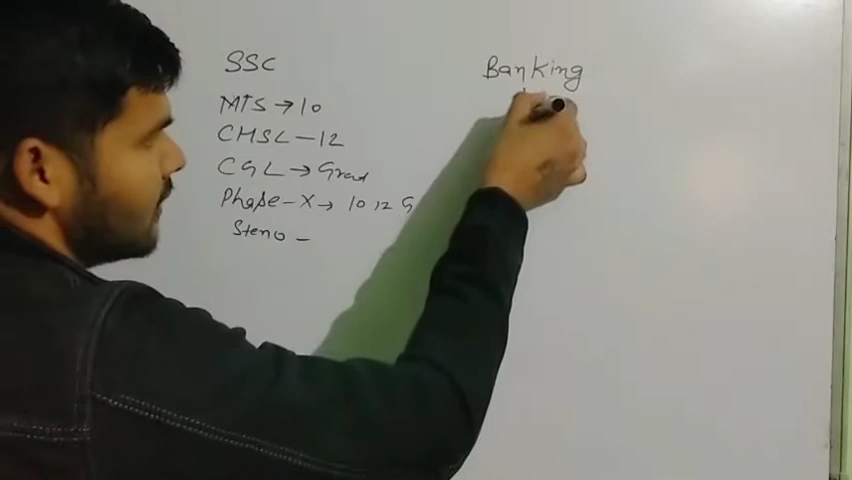 SSC
MTS → 10
CHSL – 12
CGL → Grad
Phase – X → 10 12 G
Steno –
Banking